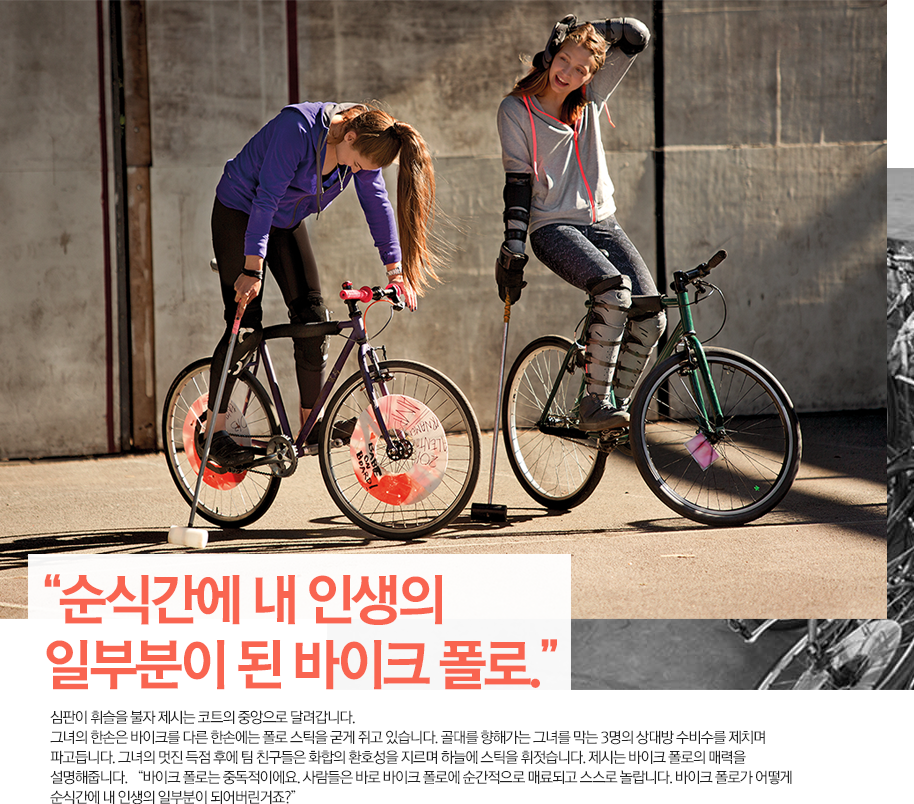 BABE
ON
BOARD!
“순식간에 내 인생의
일부분이 된 바이크 폴로.”
심판이 휘슬을 불자 제시는 코트의 중앙으로 달려갑니다.
그녀의 한손은 바이크를 다른 한손에는 폴로 스틱을 굳게 쥐고 있습니다. 골대를 향해가는 그녀를 막는 3명의 상대방 수비수를 제치며
파고듭니다. 그녀의 멋진 득점 후에 팀 친구들은 화합의 환호성을 지르며 하늘에 스틱을 휘젓습니다. 제시는 바이크 폴로의 매력을
설명해줍니다. “바이크 폴로는 중독적이에요. 사람들은 바로 바이크 폴로에 순간적으로 매료되고 스스로 놀랍니다. 바이크 폴로가 어떻게
순식간에 내 인생의 일부분이 되어버린거죠?”